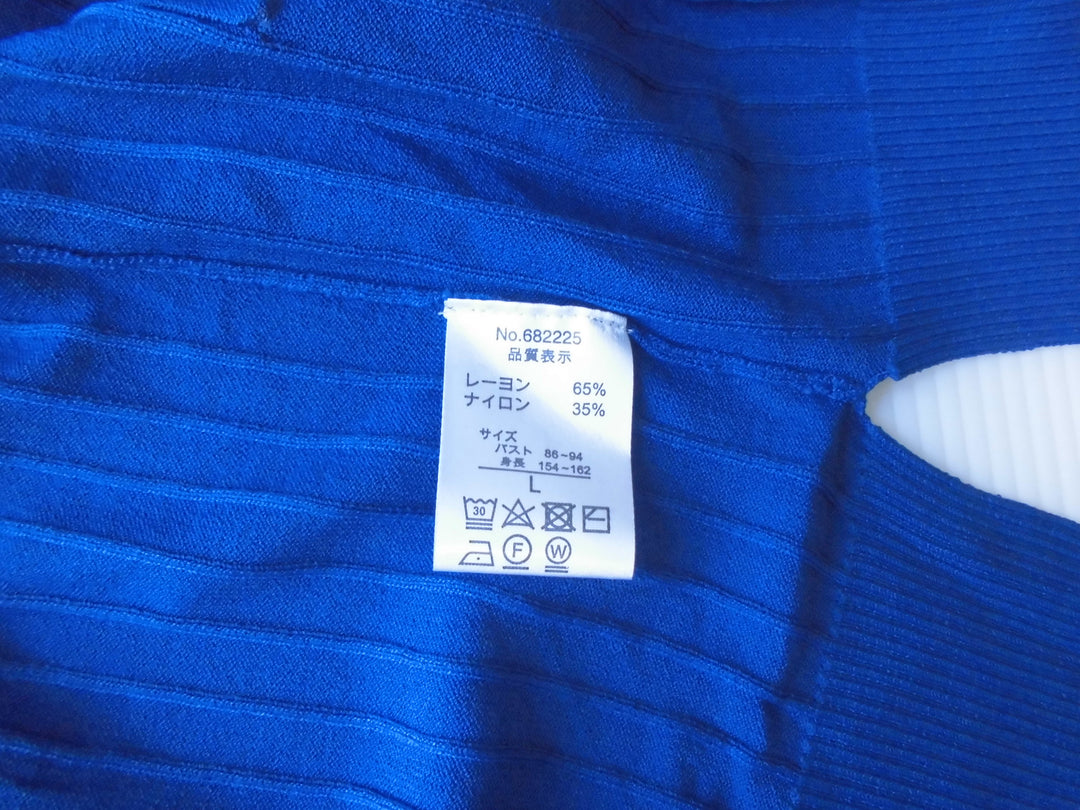 No.682225
品質表示
レーヨン 65%
ナイロン 35%
サイズ
バスト 86~94
身長 154~162
L
30
F
W